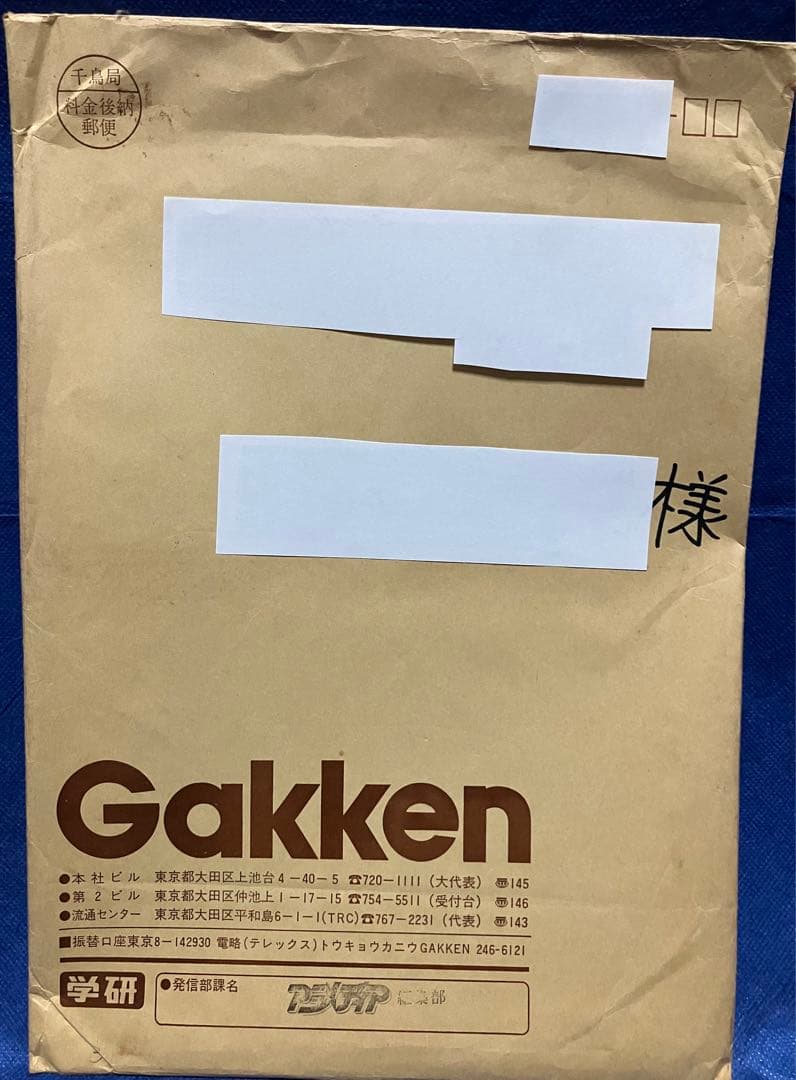 千鳥局
料金後納
郵便
様
Gakken
●本社ビル 東京都大田区上池台4-40-5 ☎720-1111(大代表) 〠145
●第2ビル 東京都大田区仲池上1-17-15 ☎754-5511(受付台) 〠146
●流通センター 東京都大田区平和島6-1-1(TRC)☎767-2231(代表) 〠143
■振替口座東京8-142930 電略(テレックス)トウキョウカニウGAKKEN 246-6121
学研
●発信部課名
アニメディア 編集部